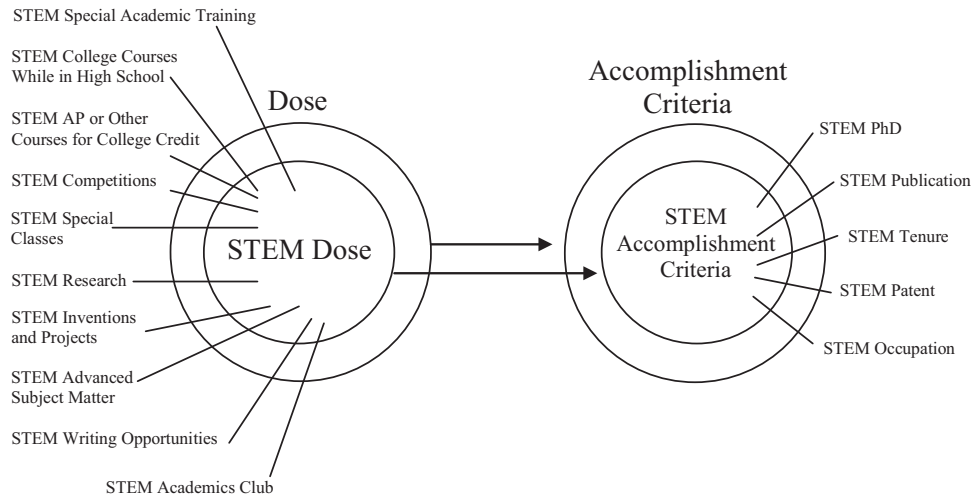 STEM Special Academic Training
STEM College Courses
While in High School
STEM AP or Other
Courses for College Credit
STEM Competitions
STEM Special
Classes
STEM Research
STEM Inventions
and Projects
STEM Advanced
Subject Matter
STEM Writing Opportunities
STEM Academics Club
Dose
STEM Dose
Accomplishment
Criteria
STEM
Accomplishment
Criteria
STEM PhD
STEM Publication
STEM Tenure
STEM Patent
STEM Occupation